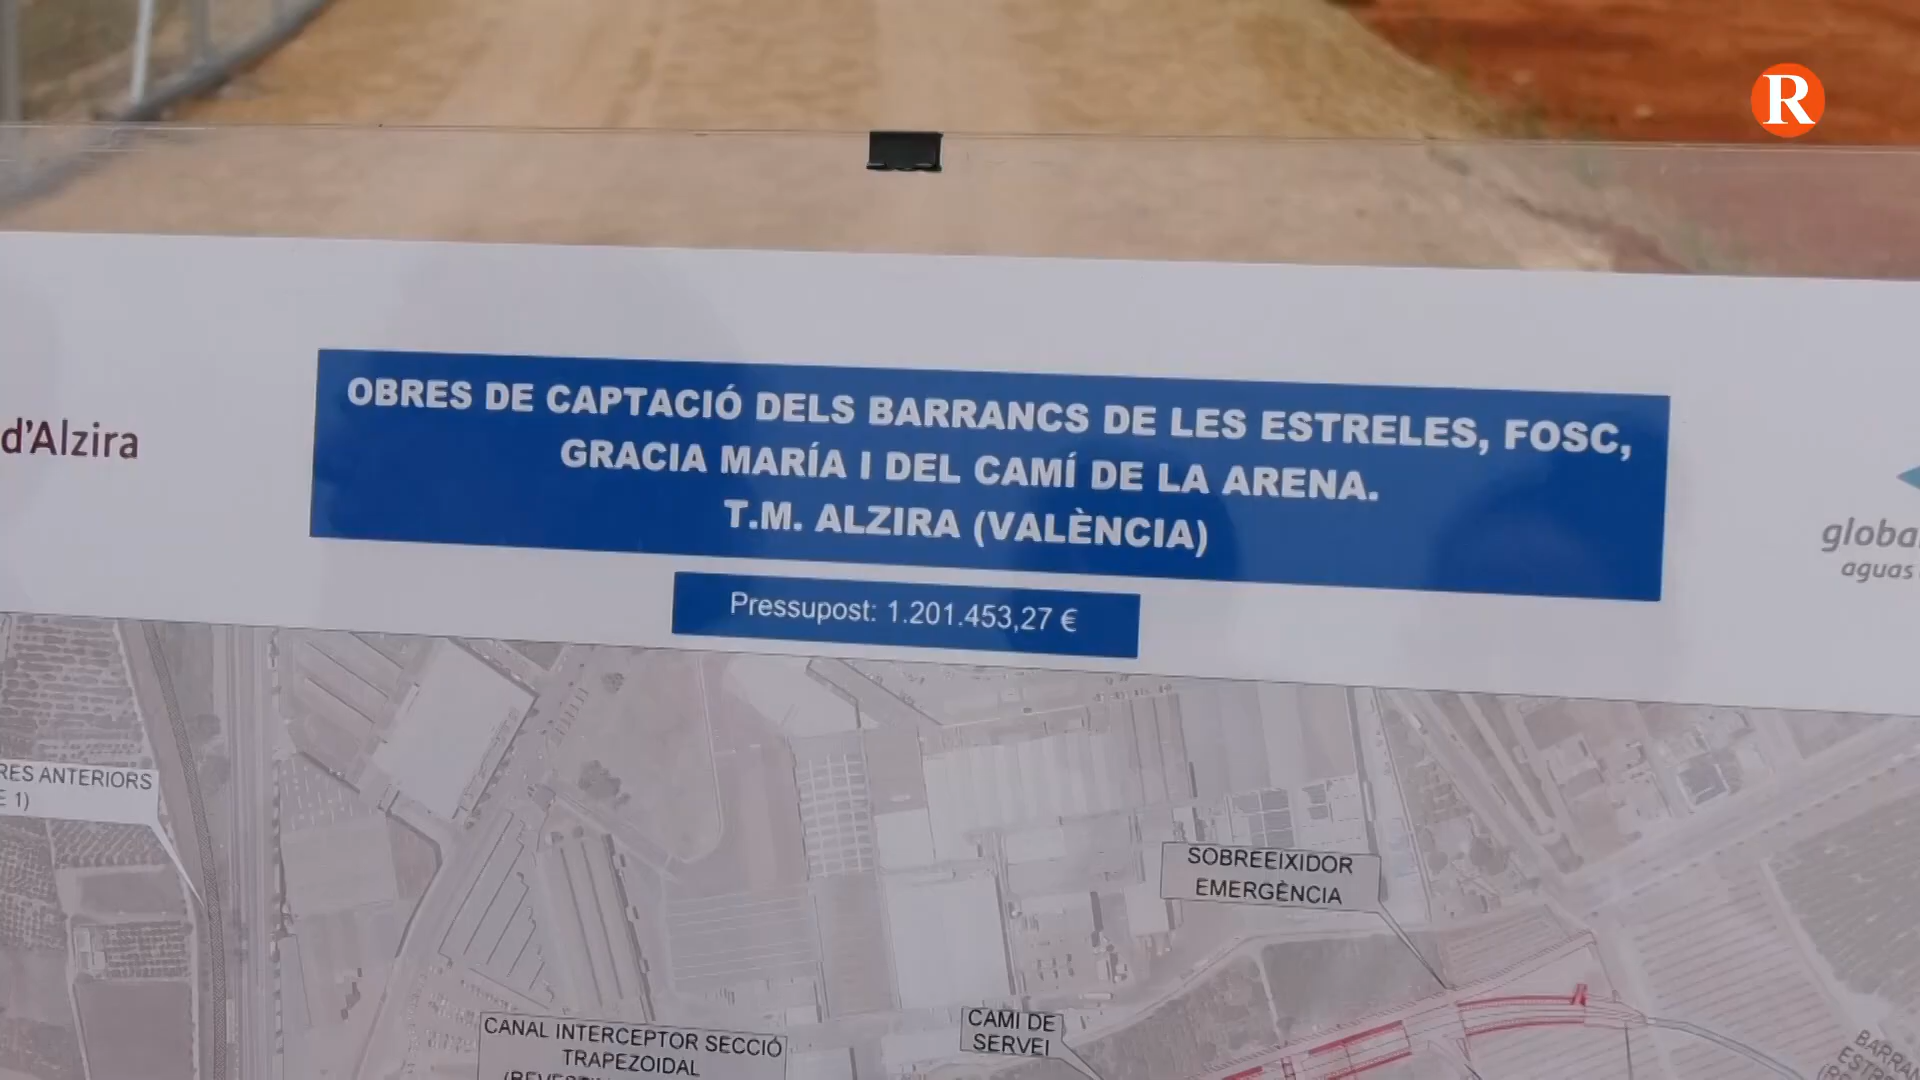 R
d'Alzira
OBRES DE CAPTACIÓ DELS BARRANCS DE LES ESTRELES, FOSC,
GRACIA MARÍA I DEL CAMÍ DE LA ARENA.
T.M. ALZIRA (VALÈNCIA)
globa
aguas
Pressupost: 1.201.453,27 €
RES ANTERIORS
E 1)
SOBREEIXIDOR
EMERGÈNCIA
CANAL INTERCEPTOR SECCIÓ
TRAPEZOIDAL
CAMI DE
SERVEI
BARRAN
ESTR